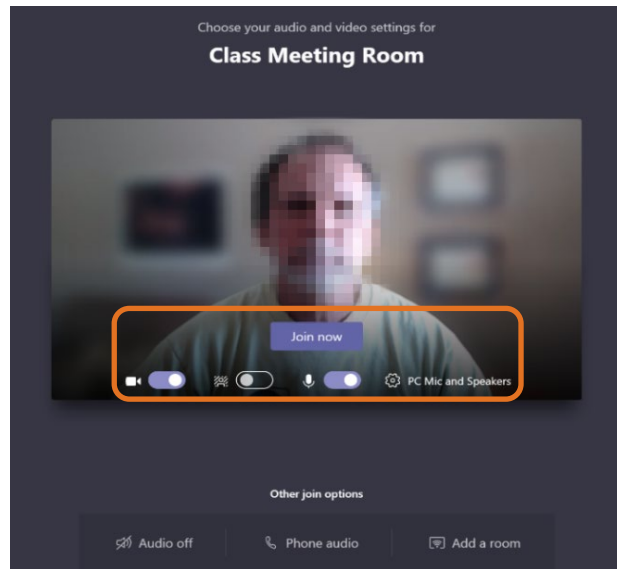 Choose your audio and video settings for
Class Meeting Room
Join now
PC Mic and Speakers
Other join options
Audio off Phone audio Add a room